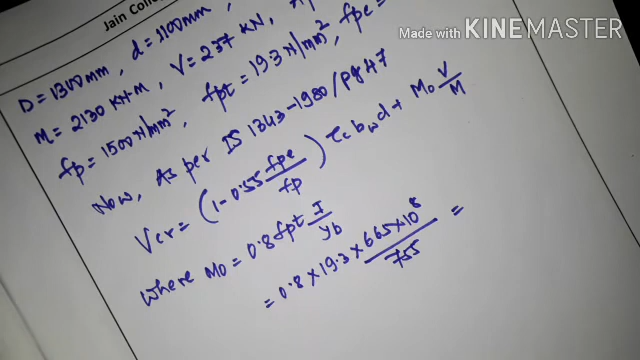 Made with KINEMASTER
Jain Colle
D = 1300mm, d = 1100mm,
M = 2130 KN-M, V = 237 KN,
fp = 1500 N/mm², fpt = 19.3 N/mm², fpe =
Now, As per IS 1343-1980/Pg 47
Vcr = (1 - 0.55 fpe/fp) τc bw d + Mo V/M
where Mo = 0.8 fpt I/yb
= 0.8 × 19.3 × 665×10⁸/755 =